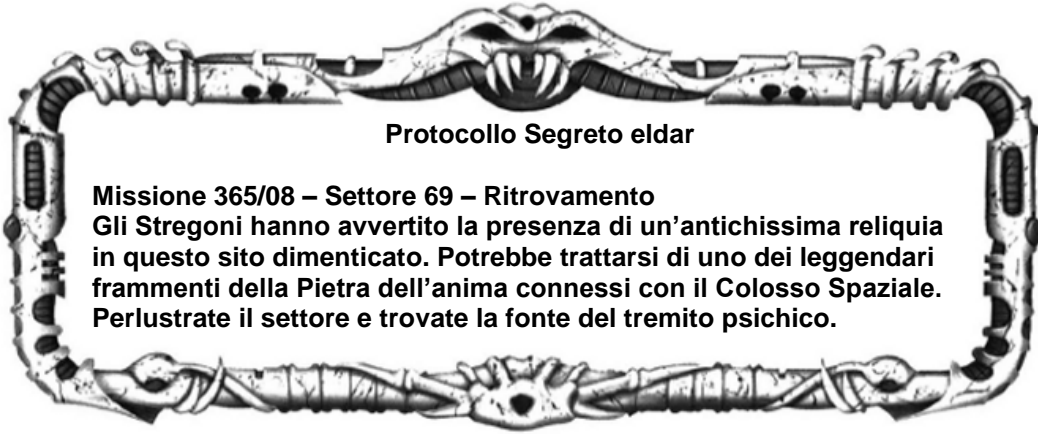 Protocollo Segreto eldar
Missione 365/08 – Settore 69 – Ritrovamento
Gli Stregoni hanno avvertito la presenza di un’antichissima reliquia
in questo sito dimenticato. Potrebbe trattarsi di uno dei leggendari
frammenti della Pietra dell’anima connessi con il Colosso Spaziale.
Perlustrate il settore e trovate la fonte del tremito psichico.